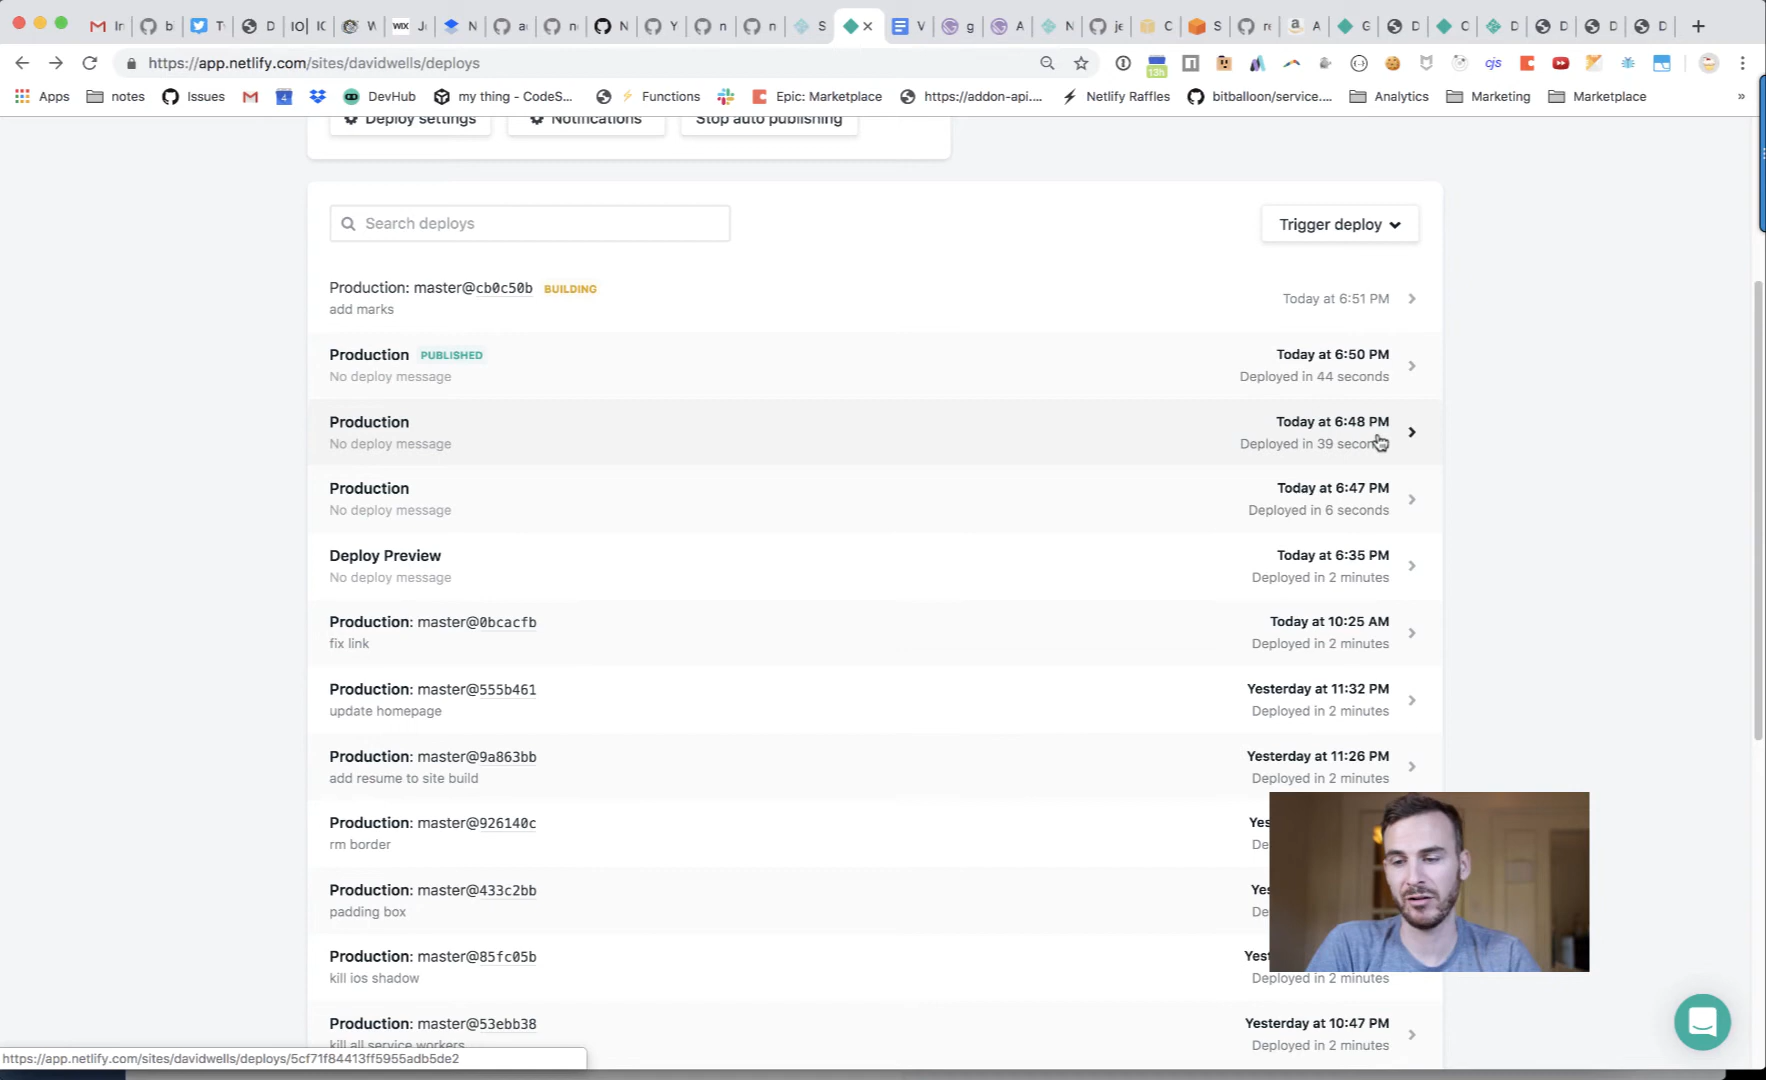 https://app.netlify.com/sites/davidwells/deploys
13h
cjs
Apps
notes
Issues
4
DevHub
my thing - CodeS...
Functions
Epic: Marketplace
https://addon-api....
Netlify Raffles
bitballoon/service....
Analytics
Marketing
Marketplace
»
Deploy settings
Notifications
Stop auto publishing
Search deploys
Trigger deploy
Production: master@cb0c50b BUILDING
Today at 6:51 PM
add marks
Production PUBLISHED
Today at 6:50 PM
No deploy message
Deployed in 44 seconds
Production
Today at 6:48 PM
No deploy message
Deployed in 39
Production
Today at 6:47 PM
No deploy message
Deployed in 6 seconds
Deploy Preview
Today at 6:35 PM
No deploy message
Deployed in 2 minutes
Production: master@0bcacfb
Today at 10:25 AM
fix link
Deployed in 2 minutes
Production: master@555b461
Yesterday at 11:32 PM
update homepage
Deployed in 2 minutes
Production: master@9a863bb
Yesterday at 11:26 PM
add resume to site build
Deployed in 2 minutes
Production: master@926140c
rm border
Production: master@433c2bb
padding box
Production: master@85fc05b
kill ios shadow
Deployed in 2 minutes
Production: master@53ebb38
Yesterday at 10:47 PM
kill all service workers
Deployed in 2 minutes
https://app.netlify.com/sites/davidwells/deploys/5cf71f84413ff5955adb5de2